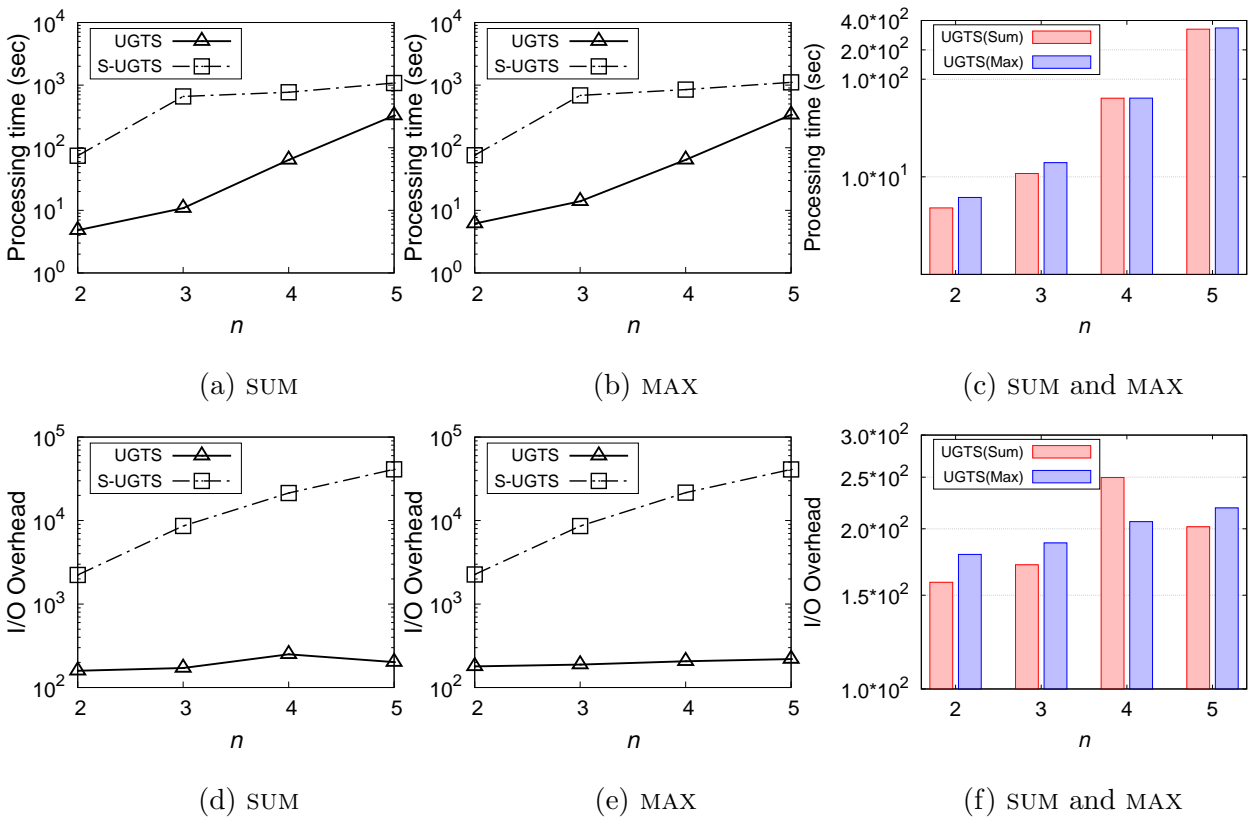 Processing time (sec)
10^4
10^3
10^2
10^1
10^0
UGTS
S-UGTS
2 3 4 5
n
(a) SUM
Processing time (sec)
10^4
10^3
10^2
10^1
10^0
UGTS
S-UGTS
2 3 4 5
n
(b) MAX
Processing time (sec)
4.0*10^2
2.0*10^2
1.0*10^2
1.0*10^1
UGTS(Sum)
UGTS(Max)
2 3 4 5
n
(c) SUM and MAX
I/O Overhead
10^5
10^4
10^3
10^2
UGTS
S-UGTS
2 3 4 5
n
(d) SUM
I/O Overhead
10^5
10^4
10^3
10^2
UGTS
S-UGTS
2 3 4 5
n
(e) MAX
I/O Overhead
3.0*10^2
2.5*10^2
2.0*10^2
1.5*10^2
1.0*10^2
UGTS(Sum)
UGTS(Max)
2 3 4 5
n
(f) SUM and MAX